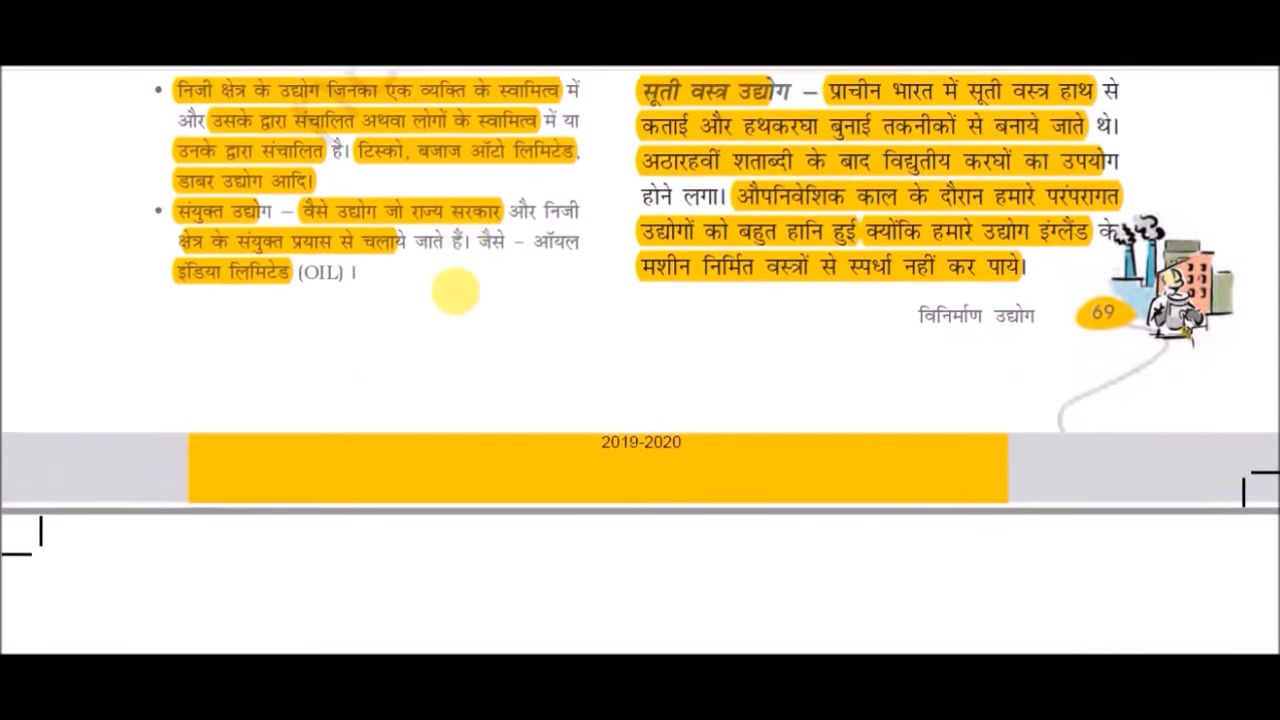 • निजी क्षेत्र के उद्योग जिनका एक व्यक्ति के स्वामित्व में
और उसके द्वारा संचालित अथवा लोगों के स्वामित्व में या
उनके द्वारा संचालित है। टिस्को, बजाज ऑटो लिमिटेड,
डाबर उद्योग आदि।
• संयुक्त उद्योग – वैसे उद्योग जो राज्य सरकार और निजी
क्षेत्र के संयुक्त प्रयास से चलाये जाते हैं। जैसे – ऑयल
इंडिया लिमिटेड (OIL) ।
सूती वस्त्र उद्योग – प्राचीन भारत में सूती वस्त्र हाथ से
कताई और हथकरघा बुनाई तकनीकों से बनाये जाते थे।
अठारहवीं शताब्दी के बाद विद्युतीय करघों का उपयोग
होने लगा। औपनिवेशिक काल के दौरान हमारे परंपरागत
उद्योगों को बहुत हानि हुई क्योंकि हमारे उद्योग इंग्लैंड के
मशीन निर्मित वस्त्रों से स्पर्धा नहीं कर पाये।
विनिर्माण उद्योग 69
2019-2020